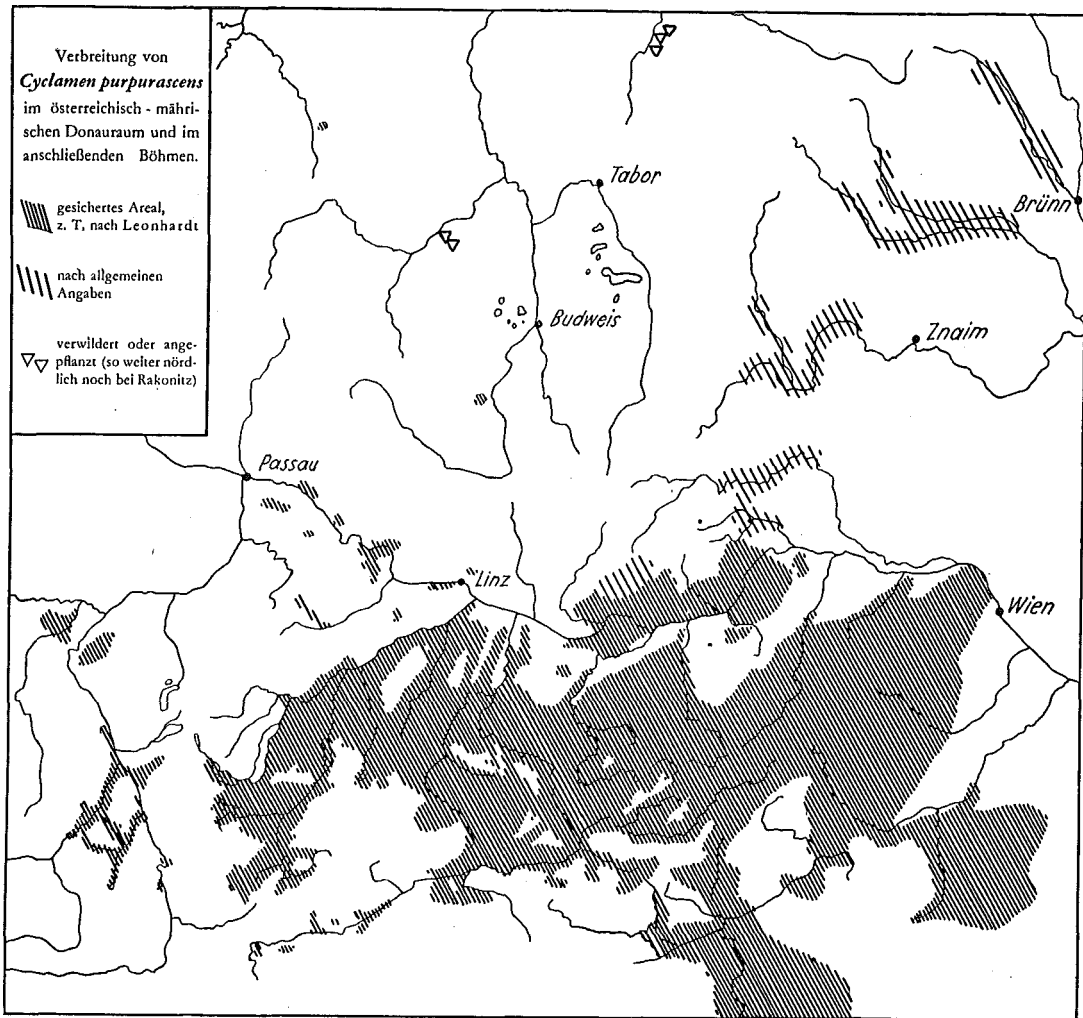 Verbreitung von
Cyclamen purpurascens
im österreichisch - mähri-
schen Donauraum und im
anschließenden Böhmen.
gesichertes Areal,
z. T, nach Leonhardt
nach allgemeinen
Angaben
verwildert oder ange-
pflanzt (so weiter nörd-
lich noch bei Rakonitz)
Tabor
Brünn
Budweis
Znaim
Passau
Linz
Wien